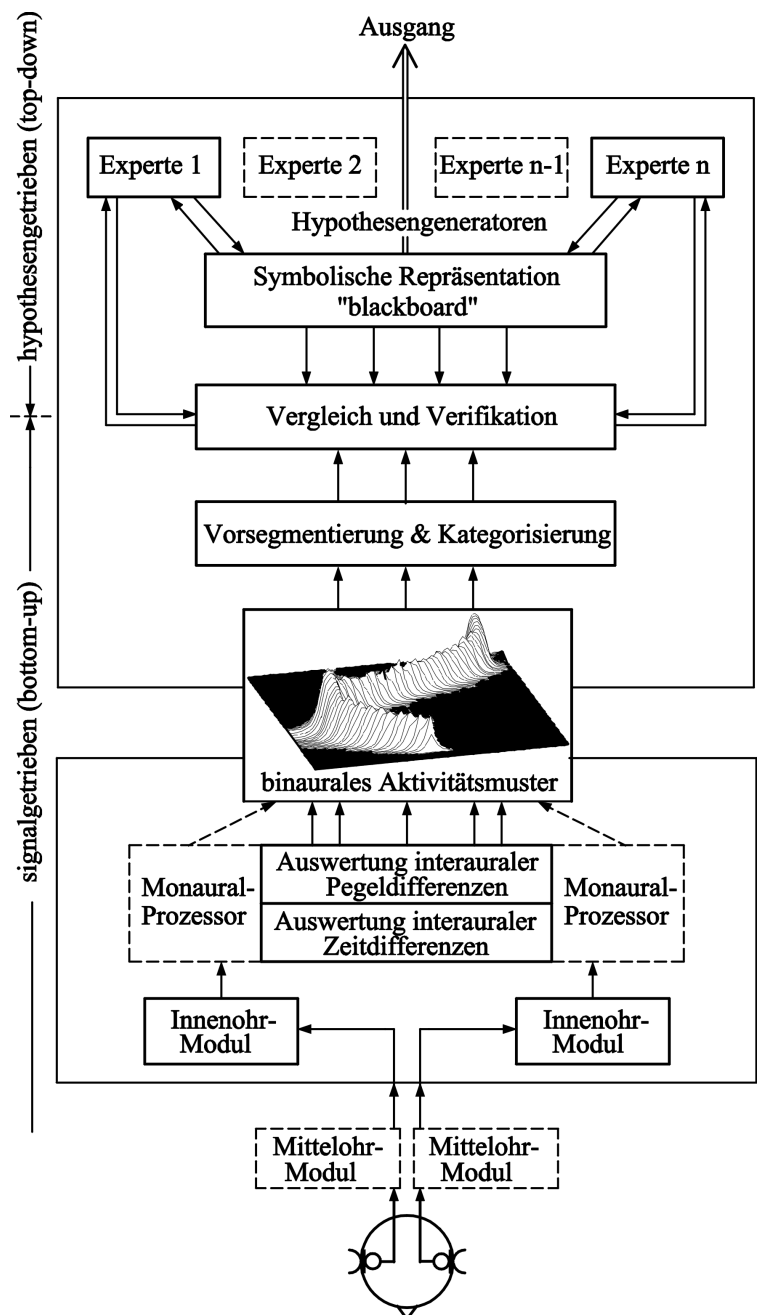 Ausgang
hypothesengetrieben (top-down)
Experte 1
Experte 2
Experte n-1
Experte n
Hypothesengeneratoren
Symbolische Repräsentation
"blackboard"
Vergleich und Verifikation
Vorsegmentierung & Kategorisierung
signalgetrieben (bottom-up)
binaurales Aktivitätsmuster
Monaural-
Prozessor
Auswertung interauraler
Pegeldifferenzen
Auswertung interauraler
Zeitdifferenzen
Monaural-
Prozessor
Innenohr-
Modul
Innenohr-
Modul
Mittelohr-
Modul
Mittelohr-
Modul